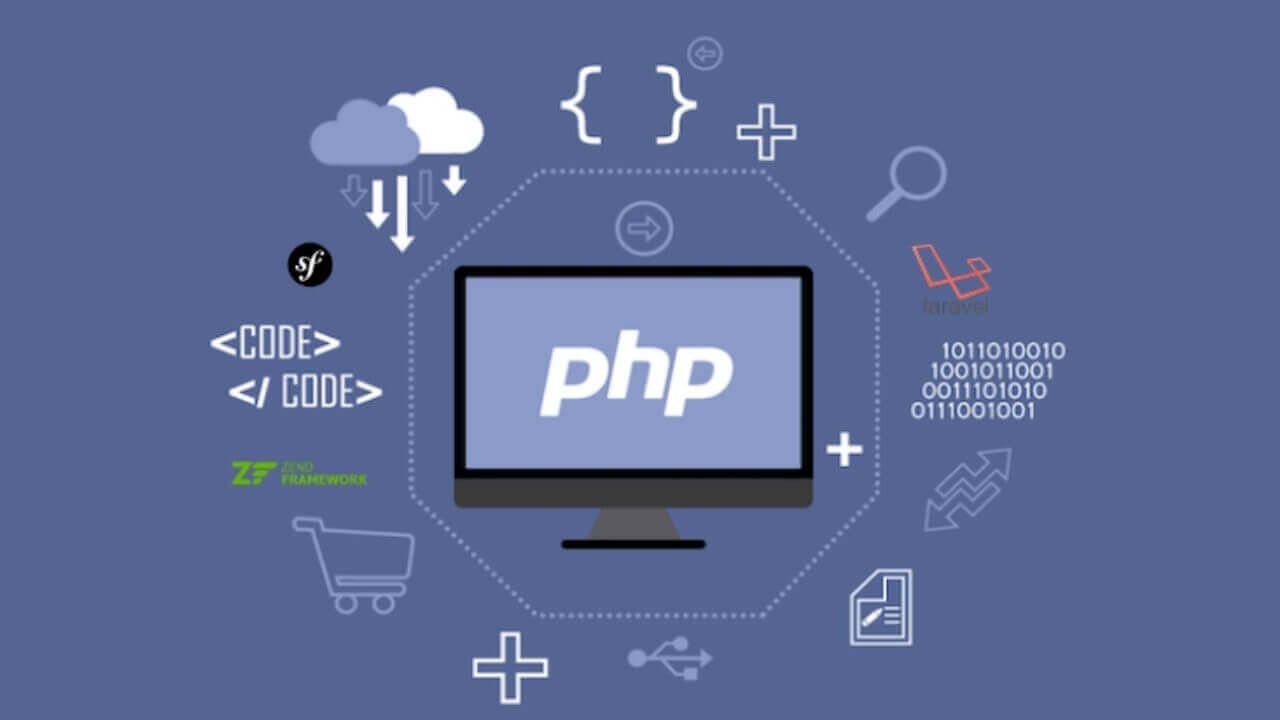 { }
sf
<CODE>
</ CODE>
ZF ZEND
FRAMEWORK
php
laravel
1011010010
1001011001
0011101010
0111001001